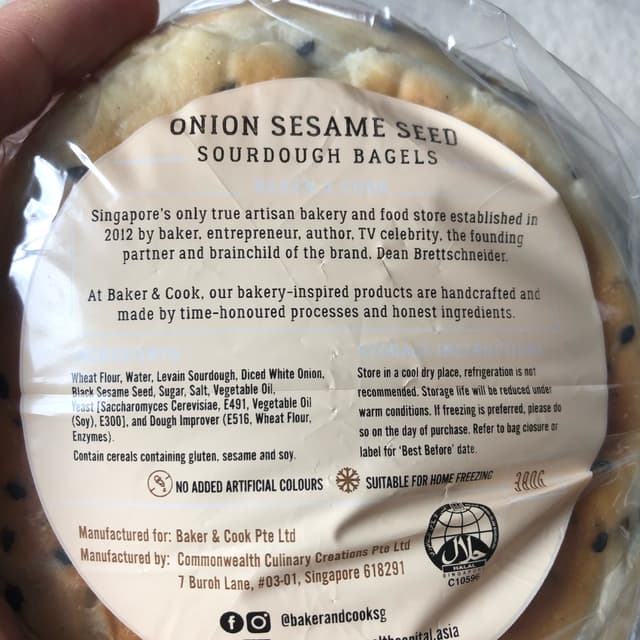 ONION SESAME SEED
SOURDOUGH BAGELS
Singapore's only true artisan bakery and food store established in
2012 by baker, entrepreneur, author, TV celebrity, the founding
partner and brainchild of the brand, Dean Brettschneider.
At Baker & Cook, our bakery-inspired products are handcrafted and
made by time-honoured processes and honest ingredients.
Wheat Flour, Water, Levain Sourdough, Diced White Onion,
Black Sesame Seed, Sugar, Salt, Vegetable Oil,
Yeast [Saccharomyces Cerevisiae, E491, Vegetable Oil
(Soy), E300], and Dough Improver (E516, Wheat Flour,
Enzymes).
Contain cereals containing gluten, sesame and soy.
Store in a cool dry place, refrigeration is not
recommended. Storage life will be reduced under
warm conditions. If freezing is preferred, please do
so on the day of purchase. Refer to bag closure or
label for 'Best Before' date.
NO ADDED ARTIFICIAL COLOURS
SUITABLE FOR HOME FREEZING
380G
Manufactured for: Baker & Cook Pte Ltd
Manufactured by: Commonwealth Culinary Creations Pte Ltd
7 Buroh Lane, #03-01, Singapore 618291
حلال
HALAL
SINGAPORE
C10596
@bakerandcooksg